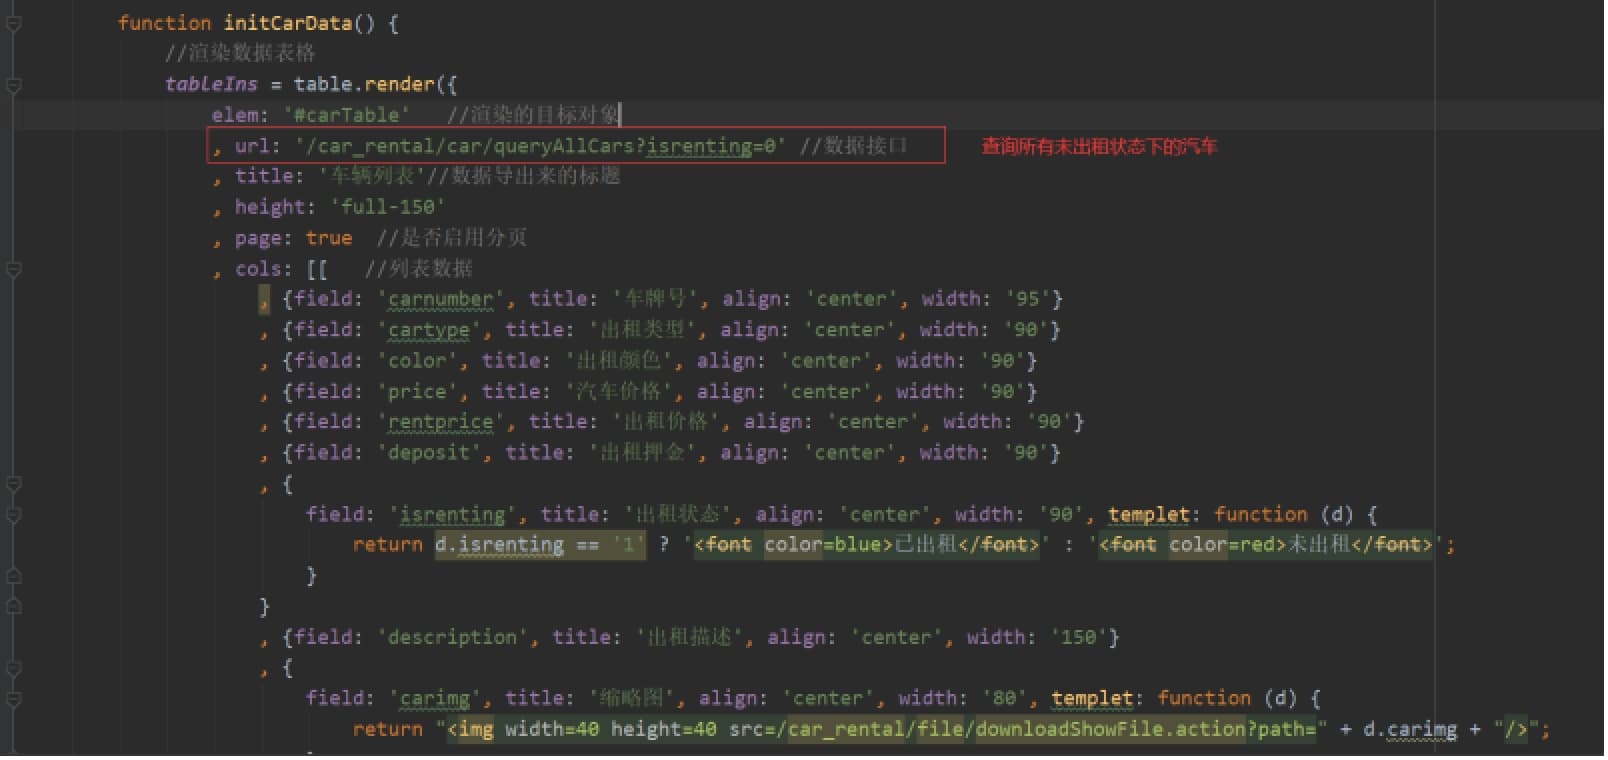 function initCarData() {
//渲染数据表格
tableIns = table.render({
elem: '#carTable'   //渲染的目标对象
, url: '/car_rental/car/queryAllCars?isrenting=0' //数据接口
查询所有未出租状态下的汽车
, title: '车辆列表'//数据导出来的标题
, height: 'full-150'
, page: true  //是否启用分页
, cols: [[   //列表数据
, {field: 'carnumber', title: '车牌号', align: 'center', width: '95'}
, {field: 'cartype', title: '出租类型', align: 'center', width: '90'}
, {field: 'color', title: '出租颜色', align: 'center', width: '90'}
, {field: 'price', title: '汽车价格', align: 'center', width: '90'}
, {field: 'rentprice', title: '出租价格', align: 'center', width: '90'}
, {field: 'deposit', title: '出租押金', align: 'center', width: '90'}
, {
field: 'isrenting', title: '出租状态', align: 'center', width: '90', templet: function (d) {
return d.isrenting == '1' ? '<font color=blue>已出租</font>' : '<font color=red>未出租</font>';
}
}
, {field: 'description', title: '出租描述', align: 'center', width: '150'}
, {
field: 'carimg', title: '缩略图', align: 'center', width: '80', templet: function (d) {
return "<img width=40 height=40 src=/car_rental/file/downloadShowFile.action?path=" + d.carimg + "/>";